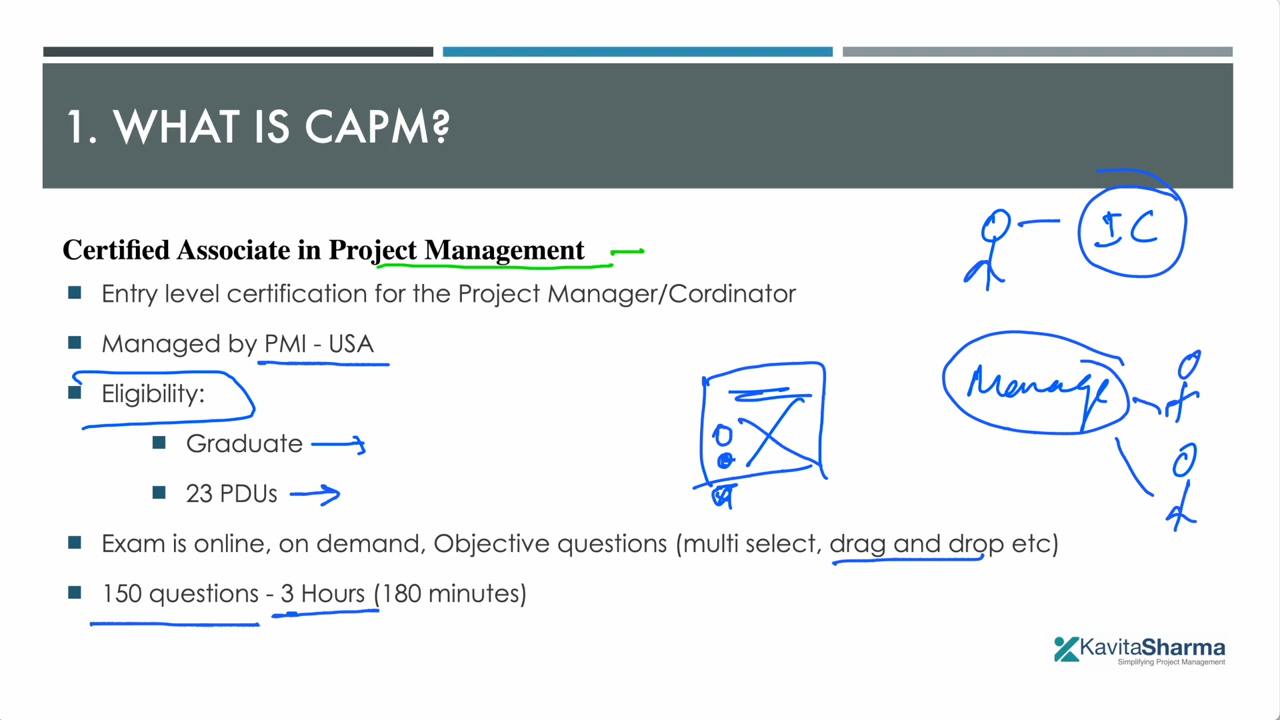 1. WHAT IS CAPM?
Certified Associate in Project Management
Entry level certification for the Project Manager/Cordinator
Managed by PMI - USA
Eligibility:
Graduate
23 PDUs
Exam is online, on demand, Objective questions (multi select, drag and drop etc)
150 questions - 3 Hours (180 minutes)
IC
Manage
KavitaSharma
Simplifying Project Management